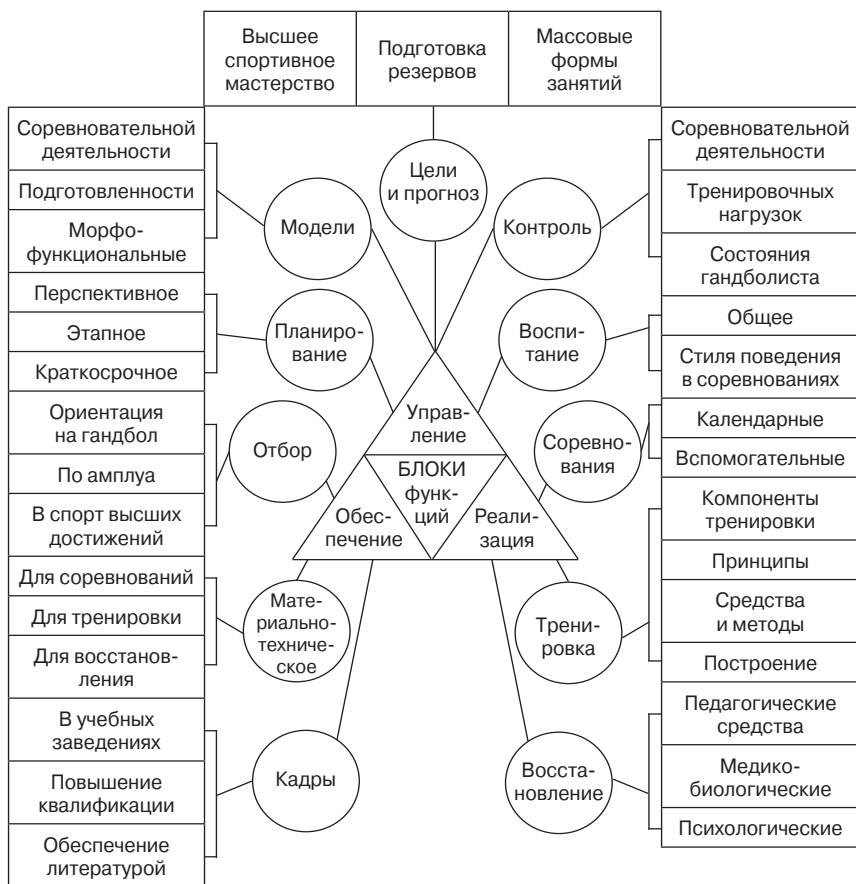 Высшее
спортивное
мастерство
Подготовка
резервов
Массовые
формы
занятий
Соревновательной
деятельности
Подготовленности
Морфо-
функциональные
Перспективное
Этапное
Краткосрочное
Ориентация
на гандбол
По амплуа
В спорт высших
достижений
Для соревнований
Для тренировки
Для восстанов-
ления
В учебных
заведениях
Повышение
квалификации
Обеспечение
литературой
Модели
Планиро-
вание
Отбор
Мате-
риально-
техниче-
ское
Кадры
Цели
и прогноз
Управ-
ление
БЛОКИ
функ-
ций
Обес-
печение
Реали-
зация
Контроль
Воспи-
тание
Соревно-
вания
Трени-
ровка
Восста-
новление
Соревновательной
деятельности
Тренировочных
нагрузок
Состояния
гандболиста
Общее
Стиля поведения
в соревнованиях
Календарные
Вспомогательные
Компоненты
тренировки
Принципы
Средства
и методы
Построение
Педагогические
средства
Медико-
биологические
Психологические